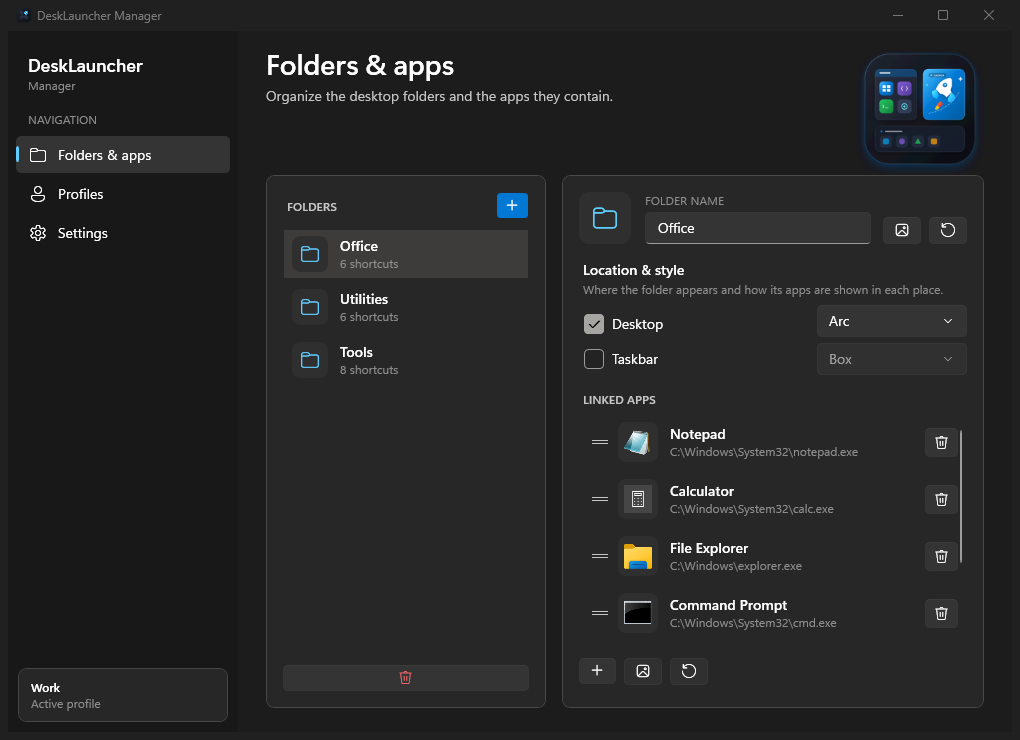 DeskLauncher Manager
DeskLauncher
Manager
NAVIGATION
Folders & apps
Profiles
Settings
Work
Active profile
Folders & apps
Organize the desktop folders and the apps they contain.
FOLDERS
Office
6 shortcuts
Utilities
6 shortcuts
Tools
8 shortcuts
FOLDER NAME
Office
Location & style
Where the folder appears and how its apps are shown in each place.
Desktop
Arc
Taskbar
Box
LINKED APPS
Notepad
C:\Windows\System32\notepad.exe
Calculator
C:\Windows\System32\calc.exe
File Explorer
C:\Windows\explorer.exe
Command Prompt
C:\Windows\System32\cmd.exe